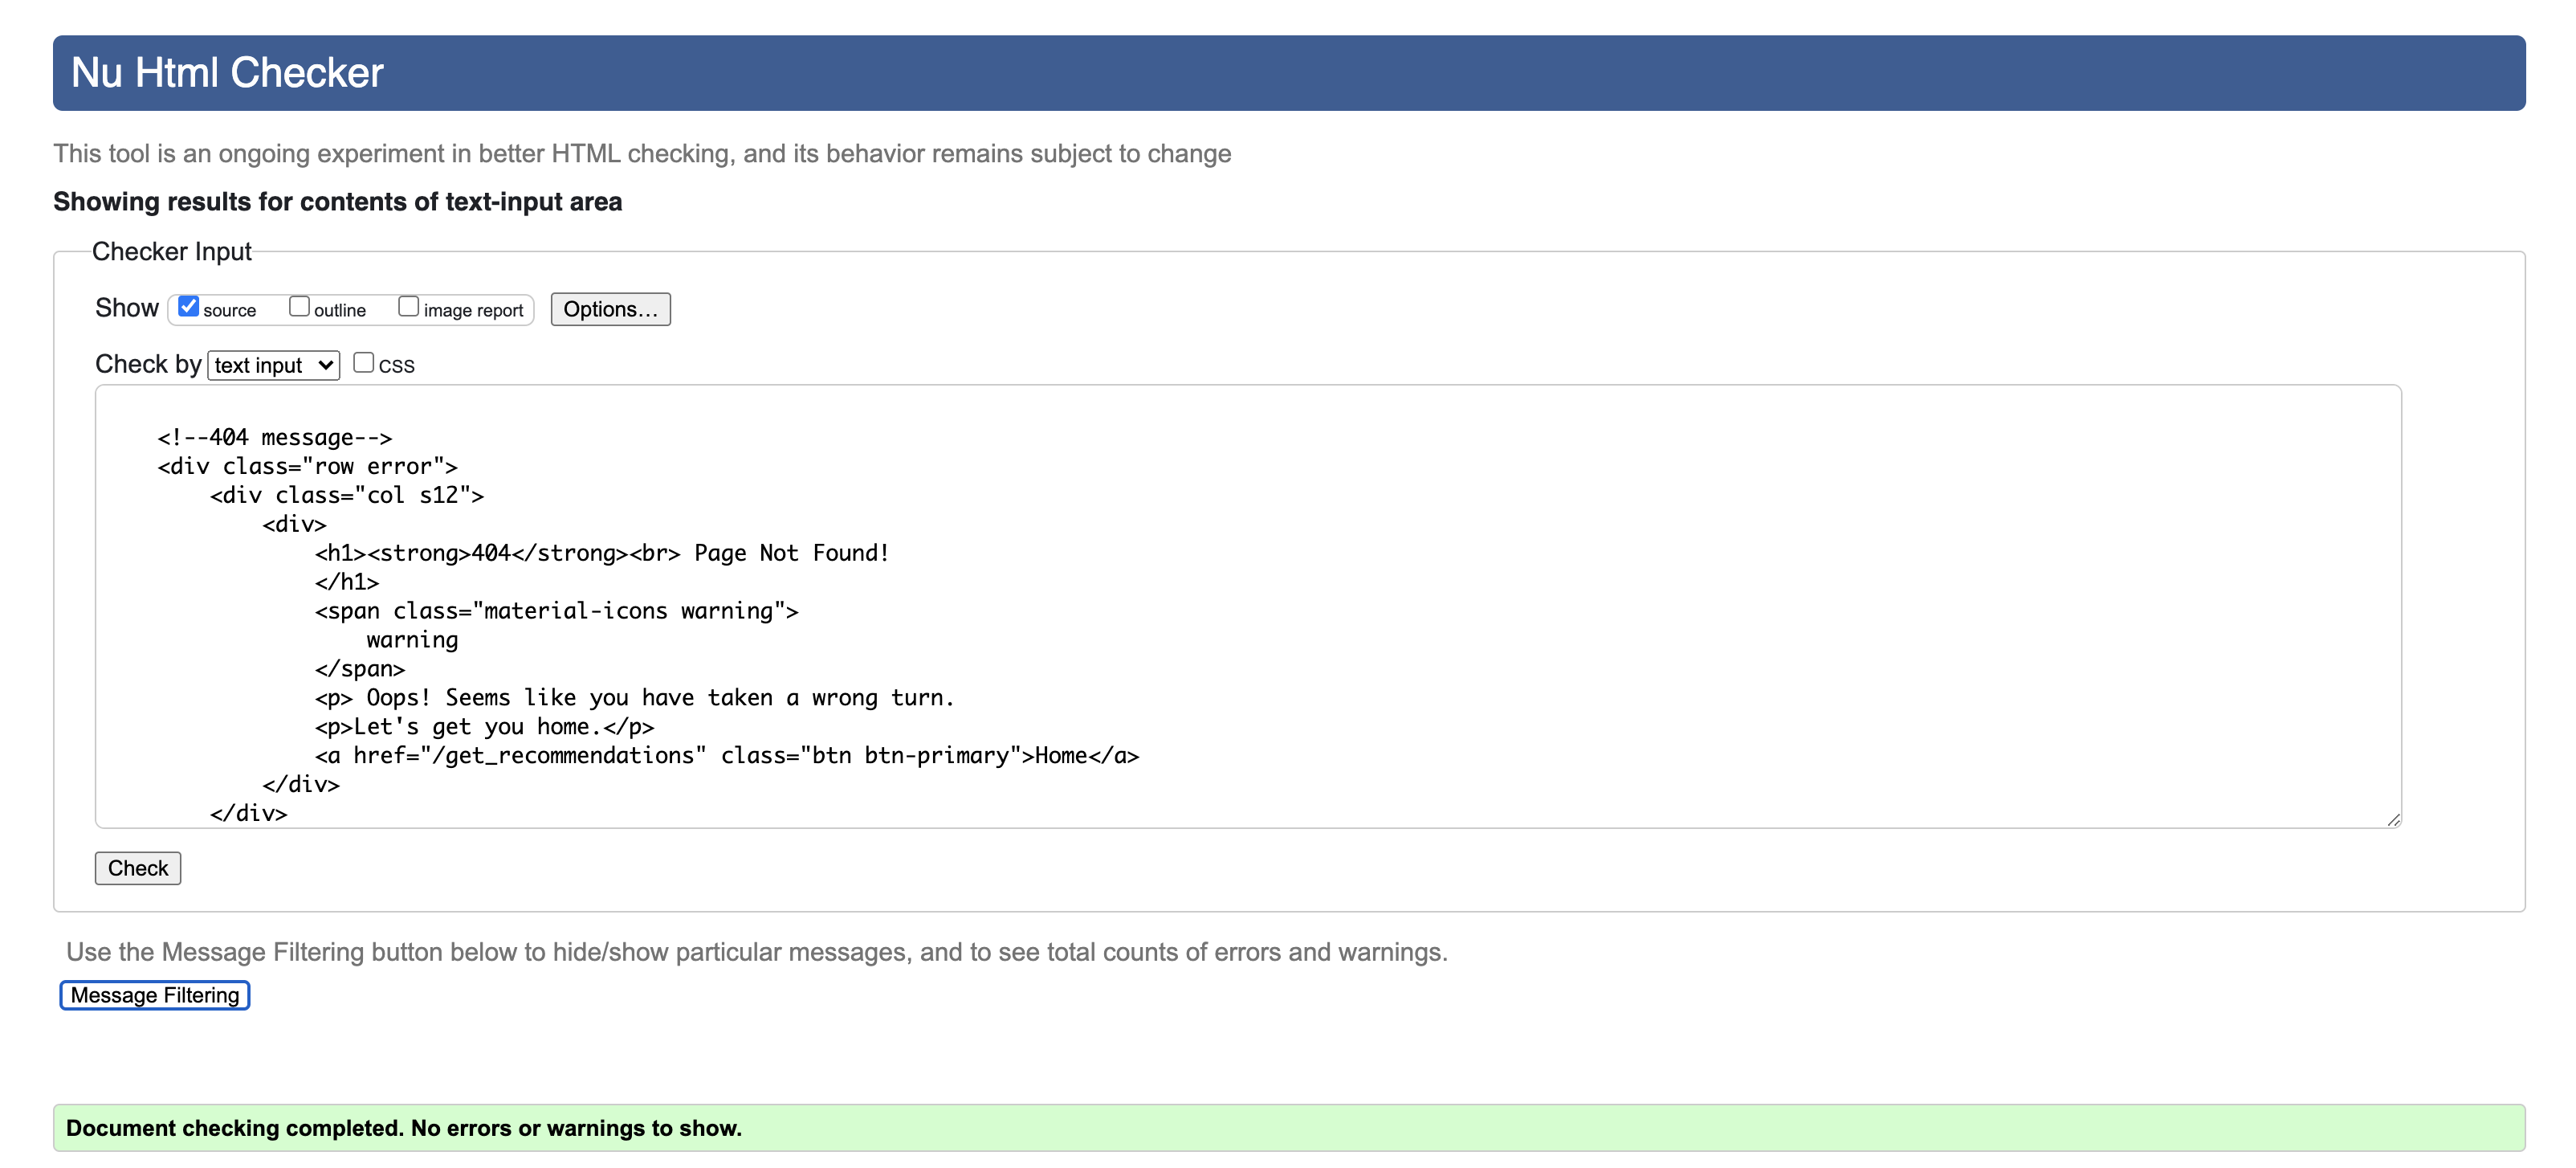 Nu Html Checker
This tool is an ongoing experiment in better HTML checking, and its behavior remains subject to change
Showing results for contents of text-input area
Checker Input
Show source outline image report Options...
Check by text input CSS
<!--404 message-->
<div class="row error">
<div class="col s12">
<div>
<h1><strong>404</strong><br> Page Not Found!
</h1>
<span class="material-icons warning">
warning
</span>
<p> Oops! Seems like you have taken a wrong turn.
<p>Let's get you home.</p>
<a href="/get_recommendations" class="btn btn-primary">Home</a>
</div>
</div>
Check
Use the Message Filtering button below to hide/show particular messages, and to see total counts of errors and warnings.
Message Filtering
Document checking completed. No errors or warnings to show.